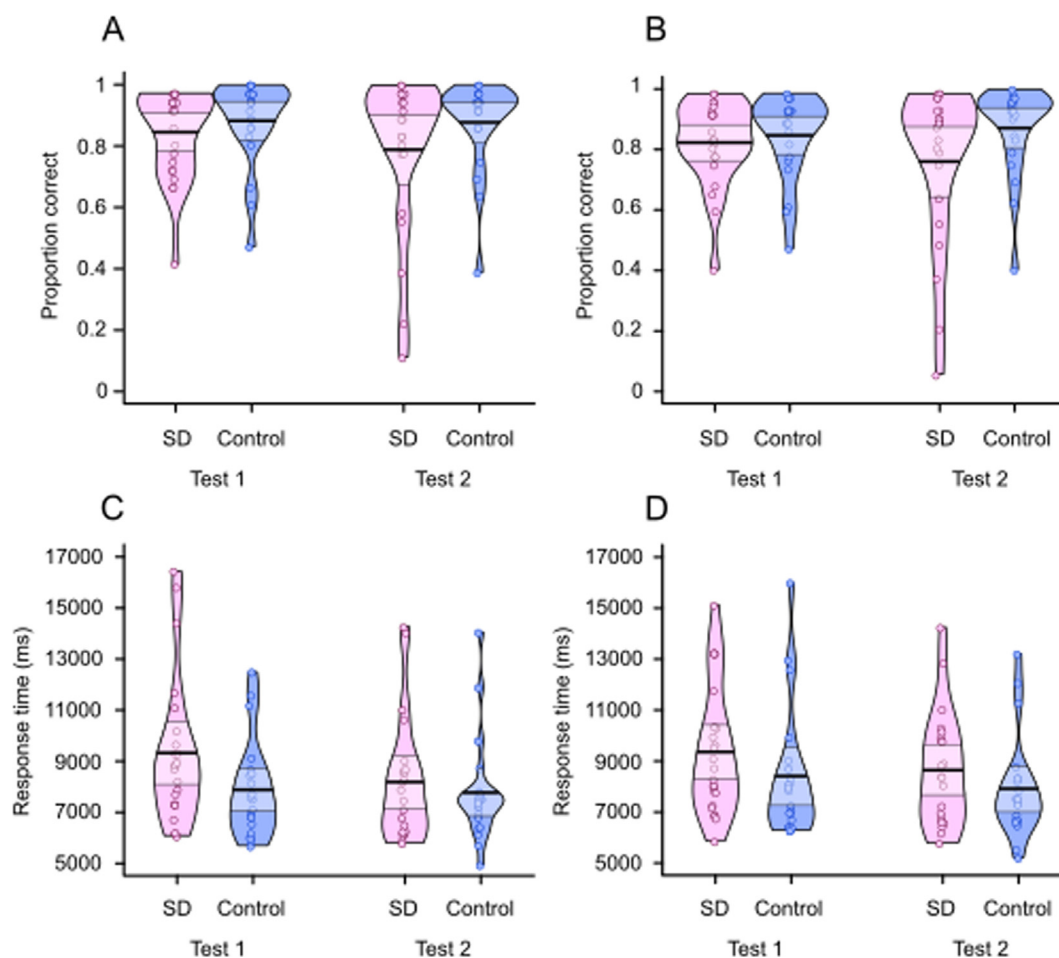 A
B
Proportion correct
1
0.8
0.6
0.4
0.2
0
SD Control SD Control
Test 1 Test 2
Proportion correct
1
0.8
0.6
0.4
0.2
0
SD Control SD Control
Test 1 Test 2
C
D
Response time (ms)
17000
15000
13000
11000
9000
7000
5000
SD Control SD Control
Test 1 Test 2
Response time (ms)
17000
15000
13000
11000
9000
7000
5000
SD Control SD Control
Test 1 Test 2